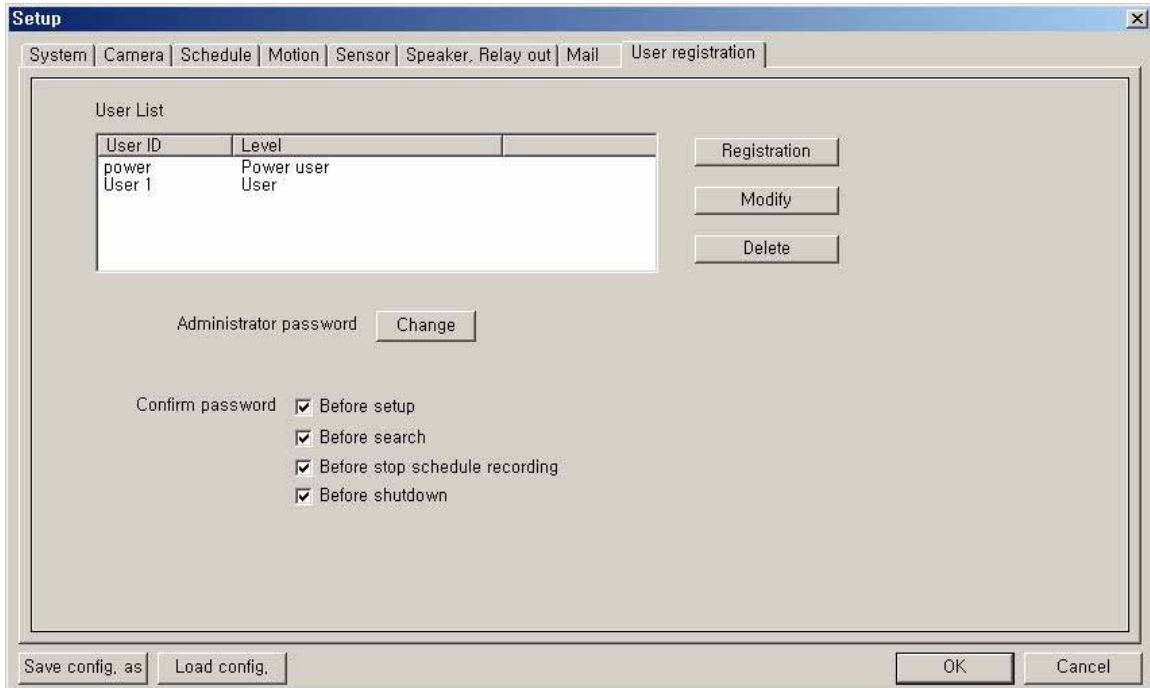 Setup
System Camera Schedule Motion Sensor Speaker, Relay out Mail User registration
User List
User ID Level
power Power user
User 1 User
Registration
Modify
Delete
Administrator password Change
Confirm password Before setup
Before search
Before stop schedule recording
Before shutdown
Save config, as Load config, OK Cancel